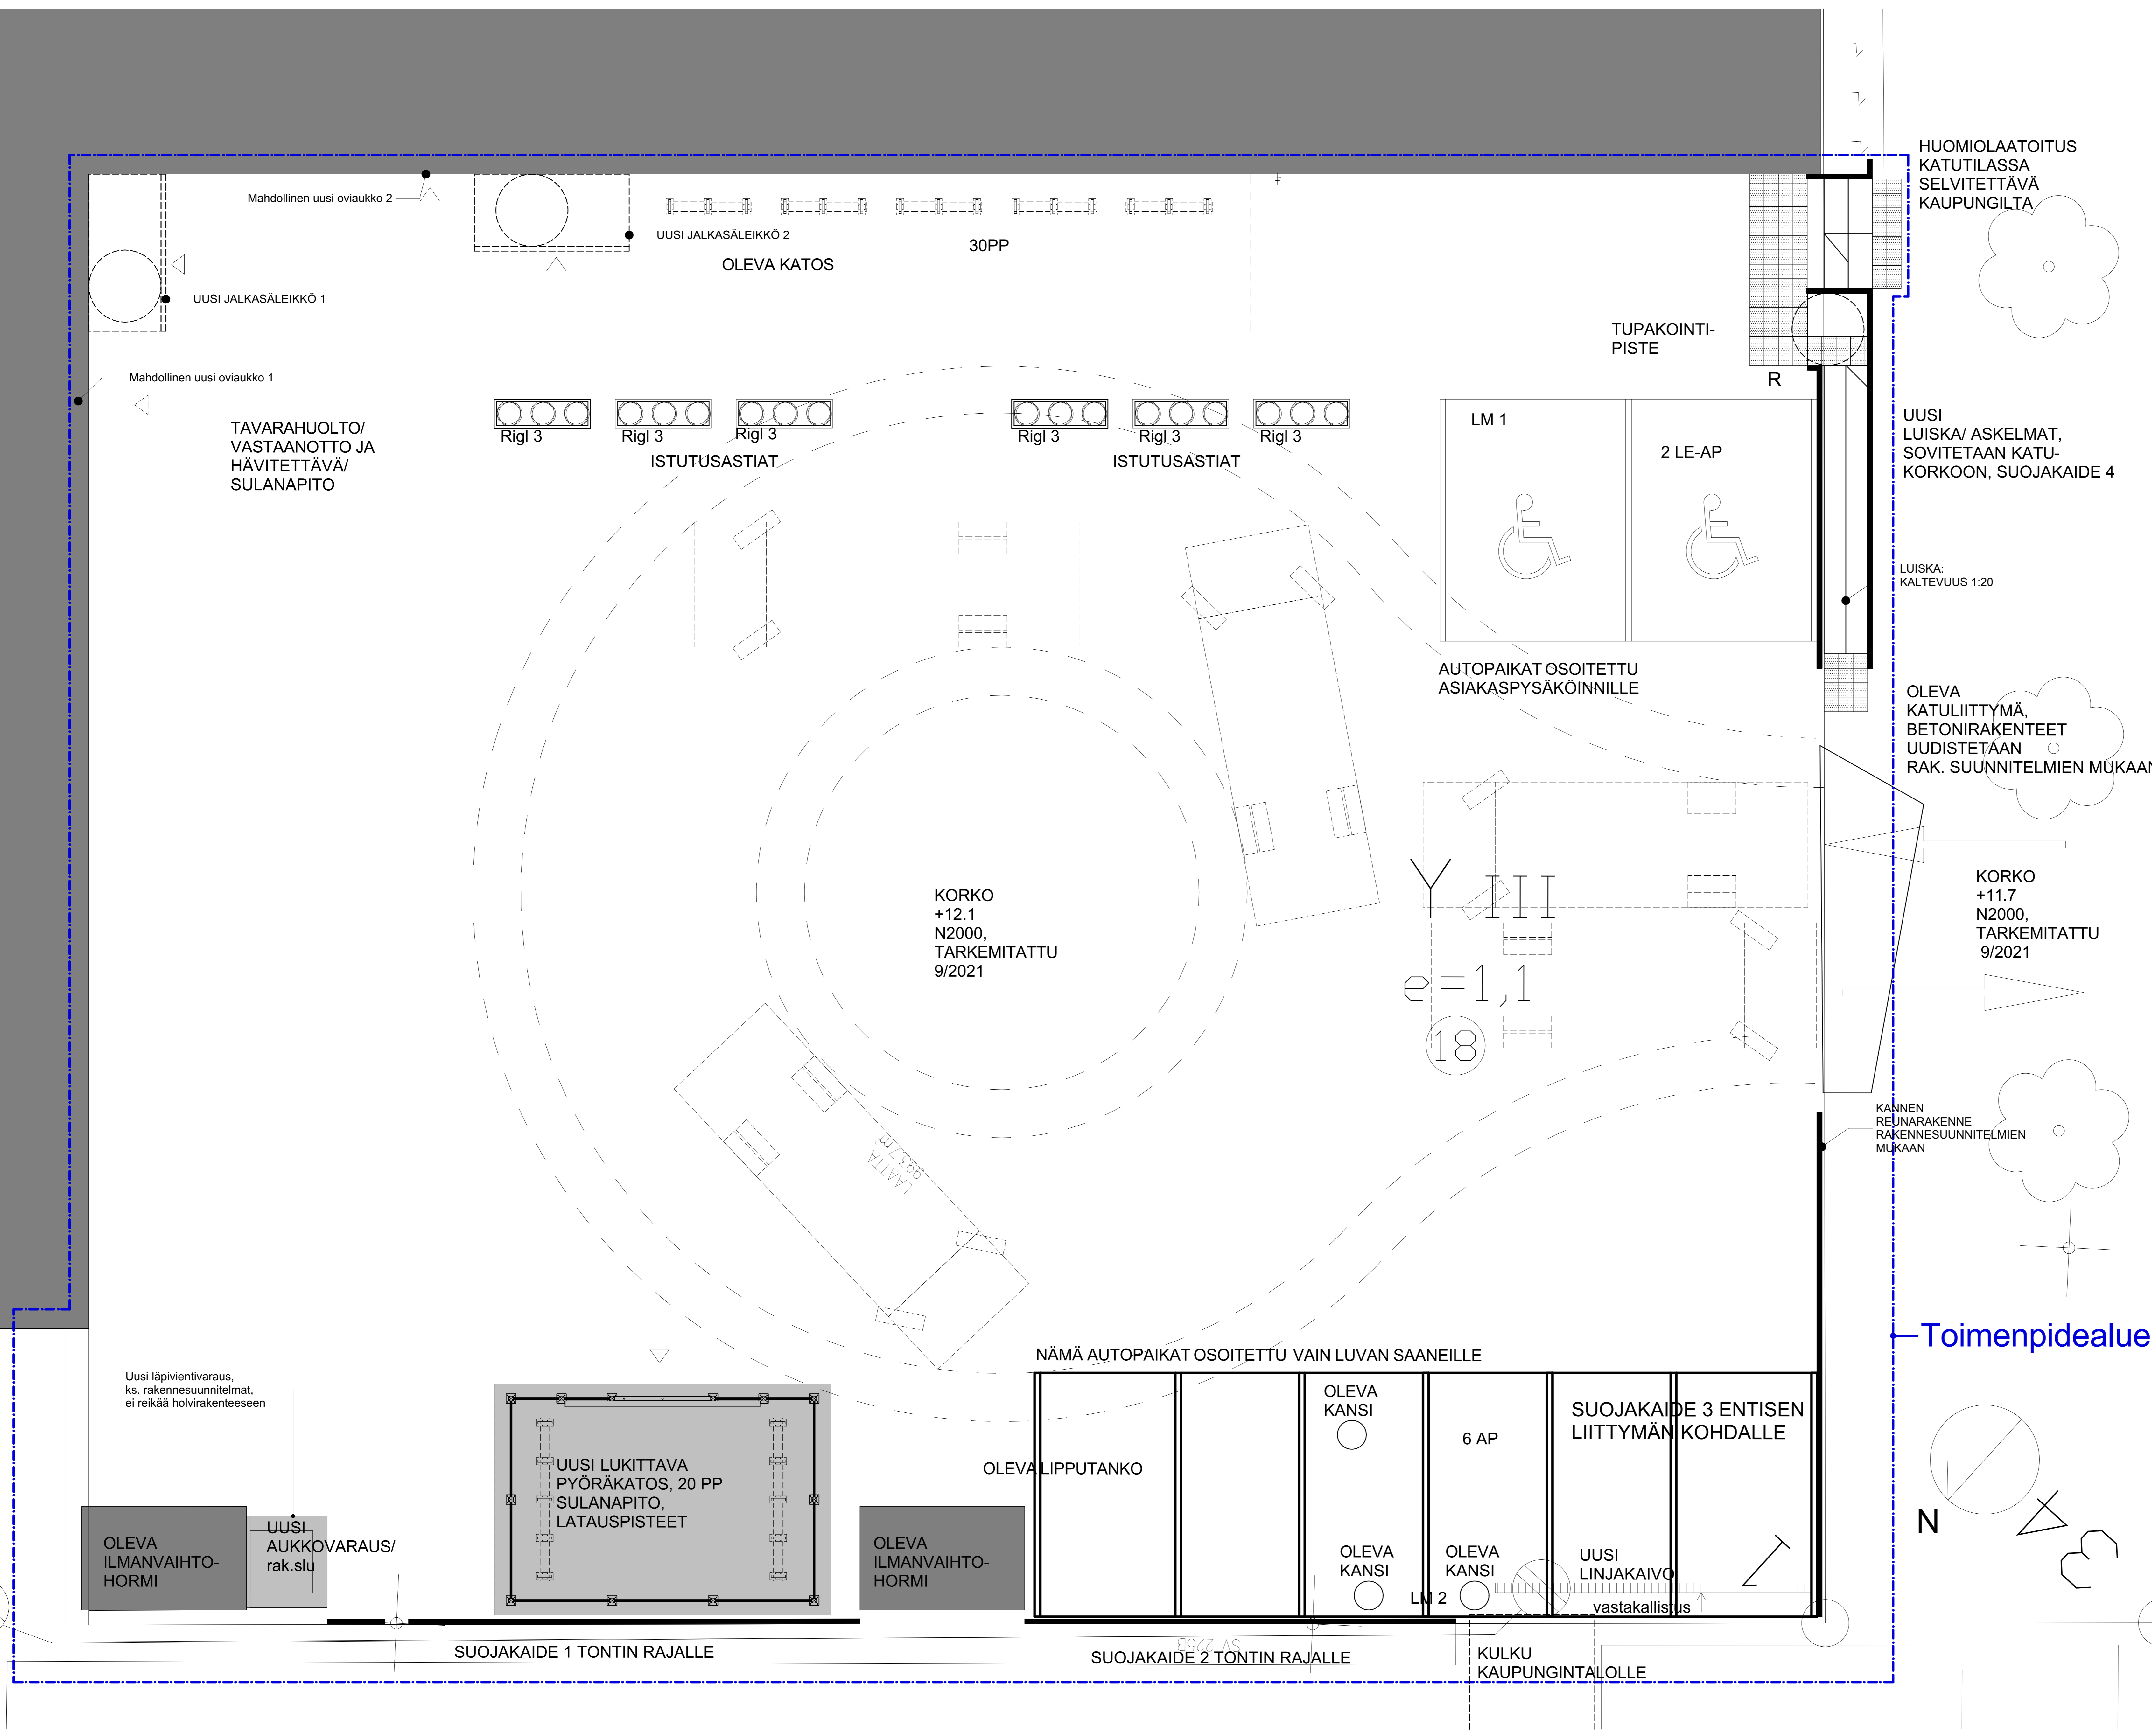 HUOMIOLAATOITUS
KATUTILASSA
SELVITETTÄVÄ
KAUPUNGILTA
Mahdollinen uusi oviaukko 2
UUSI JALKASÄLEIKKÖ 2
30PP
OLEVA KATOS
UUSI JALKASÄLEIKKÖ 1
TUPAKOINTI-
PISTE
R
Mahdollinen uusi oviaukko 1
TAVARAHUOLTO/
VASTAANOTTO JA
HÄVITETTÄVÄ/
SULANAPITO
Rigl 3
Rigl 3
Rigl 3
Rigl 3
Rigl 3
Rigl 3
ISTUTUSASTIAT
ISTUTUSASTIAT
LM 1
2 LE-AP
UUSI
LUISKA/ ASKELMAT,
SOVITETAAN KATU-
KORKOON, SUOJAKAIDE 4
LUISKA:
KALTEVUUS 1:20
AUTOPAIKAT OSOITETTU
ASIAKASPYSÄKÖINNILLE
OLEVA
KATULIITTYMÄ,
BETONIRAKENTEET
UUDISTETAAN
RAK. SUUNNITELMIEN MUKAAN
KORKO
+12.1
N2000,
TARKEMITATTU
9/2021
Y III
e=1,1
18
KORKO
+11.7
N2000,
TARKEMITATTU
9/2021
KANNEN
REUNARAKENNE
RAKENNESUUNNITELMIEN
MUKAAN
LAATTA
993.7 m
Toimenpidealue
NÄMÄ AUTOPAIKAT OSOITETTU VAIN LUVAN SAANEILLE
Uusi läpivientivaraus,
ks. rakennesuunnitelmat,
ei reikää holvirakenteeseen
OLEVA
KANSI
6 AP
SUOJAKAIDE 3 ENTISEN
LIITTYMÄN KOHDALLE
OLEVA LIPPUTANKO
UUSI LUKITTAVA
PYÖRÄKATOS, 20 PP
SULANAPITO,
LATAUSPISTEET
OLEVA
ILMANVAIHTO-
HORMI
UUSI
AUKKOVARAUS/
rak.slu
OLEVA
ILMANVAIHTO-
HORMI
OLEVA
KANSI
OLEVA
KANSI
UUSI
LINJAKAIVO
LM 2
vastakallistus
N
43
SUOJAKAIDE 1 TONTIN RAJALLE
SV 225B
SUOJAKAIDE 2 TONTIN RAJALLE
KULKU
KAUPUNGINTALOLLE